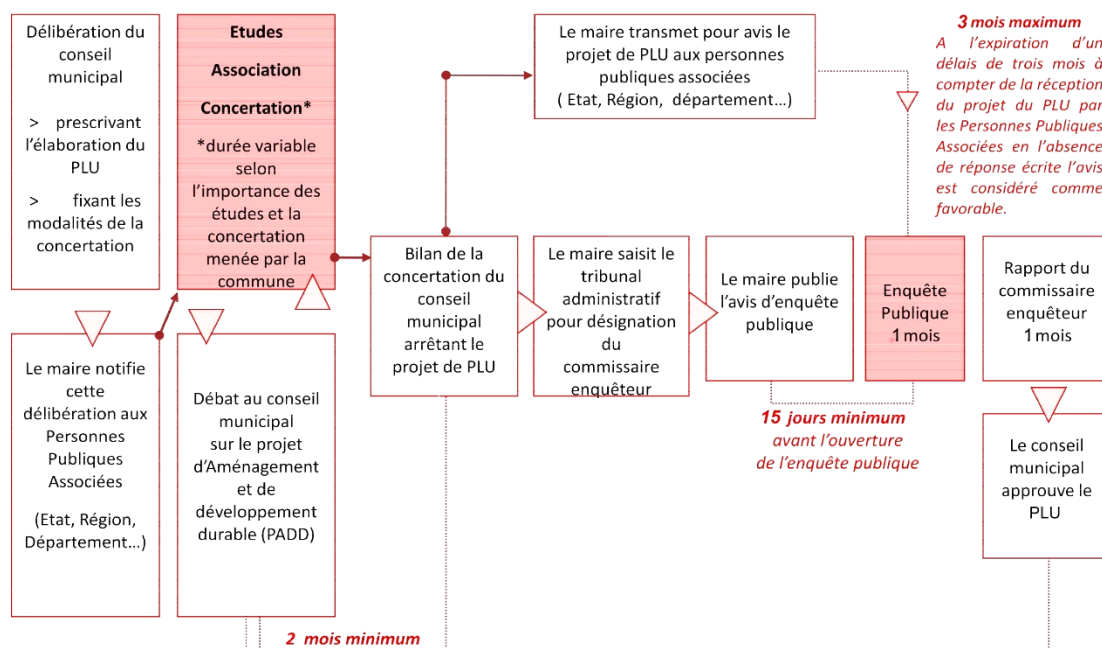 Délibération du
conseil
municipal
> prescrivant
l'élaboration du
PLU
> fixant les
modalités de la
concertation
Le maire notifie
cette
délibération aux
Personnes
Publiques
Associées
(Etat, Région,
Département...)
Etudes
Association
Concertation*
*durée variable
selon
l'importance des
études et la
concertation
menée par la
commune
Débat au conseil
municipal
sur le projet
d'Aménagement
et de
développement
durable (PADD)
2 mois minimum
Bilan de la
concertation du
conseil
municipal
arrêtant le
projet de PLU
Le maire transmet pour avis le
projet de PLU aux personnes
publiques associées
( Etat, Région, département...)
Le maire saisit le
tribunal
administratif
pour désignation
du
commissaire
enquêteur
Le maire publie
l'avis d'enquête
publique
15 jours minimum
avant l'ouverture
de l'enquête publique
Enquête
Publique
1 mois
3 mois maximum
A l'expiration d'un
délais de trois mois à
compter de la réception
du projet du PLU par
les Personnes Publiques
Associées en l'absence
de réponse écrite l'avis
est considéré comme
favorable.
Rapport du
commissaire
enquêteur
1 mois
Le conseil
municipal
approuve le
PLU